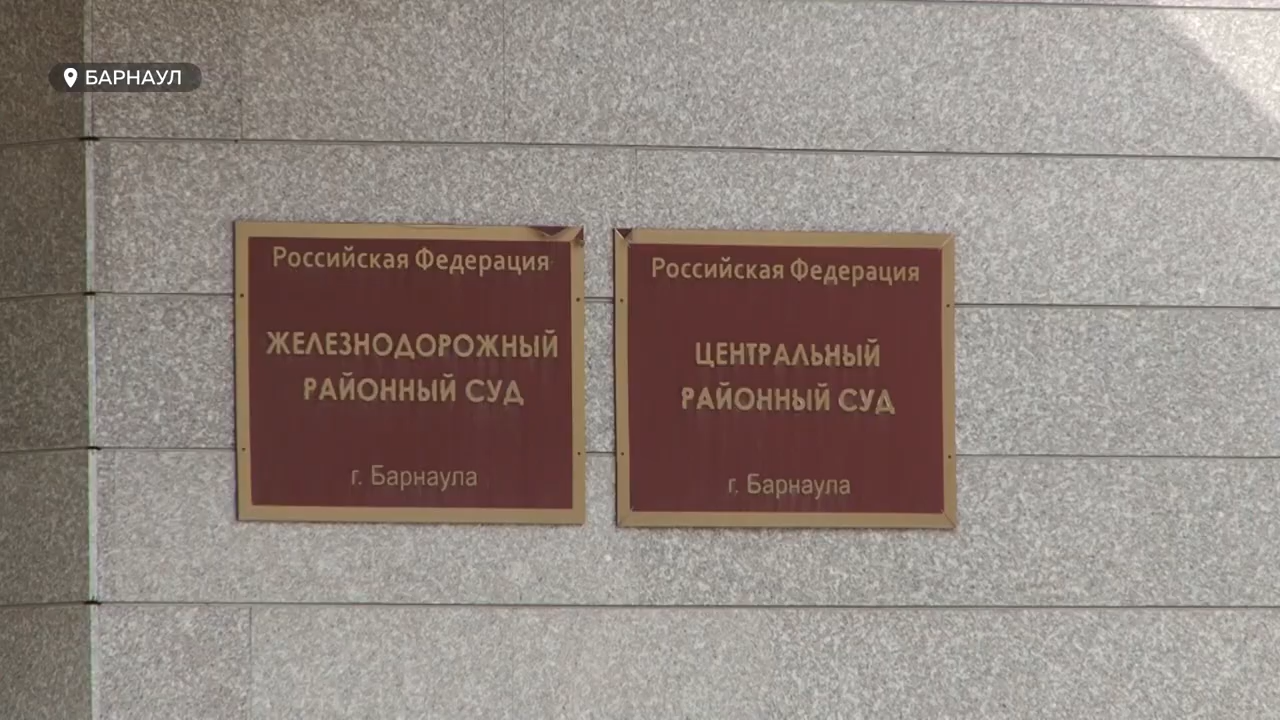 БАРНАУЛ
Российская Федерация
ЖЕЛЕЗНОДОРОЖНЫЙ
РАЙОННЫЙ СУД
г. Барнаула
Российская Федерация
ЦЕНТРАЛЬНЫЙ
РАЙОННЫЙ СУД
г. Барнаула